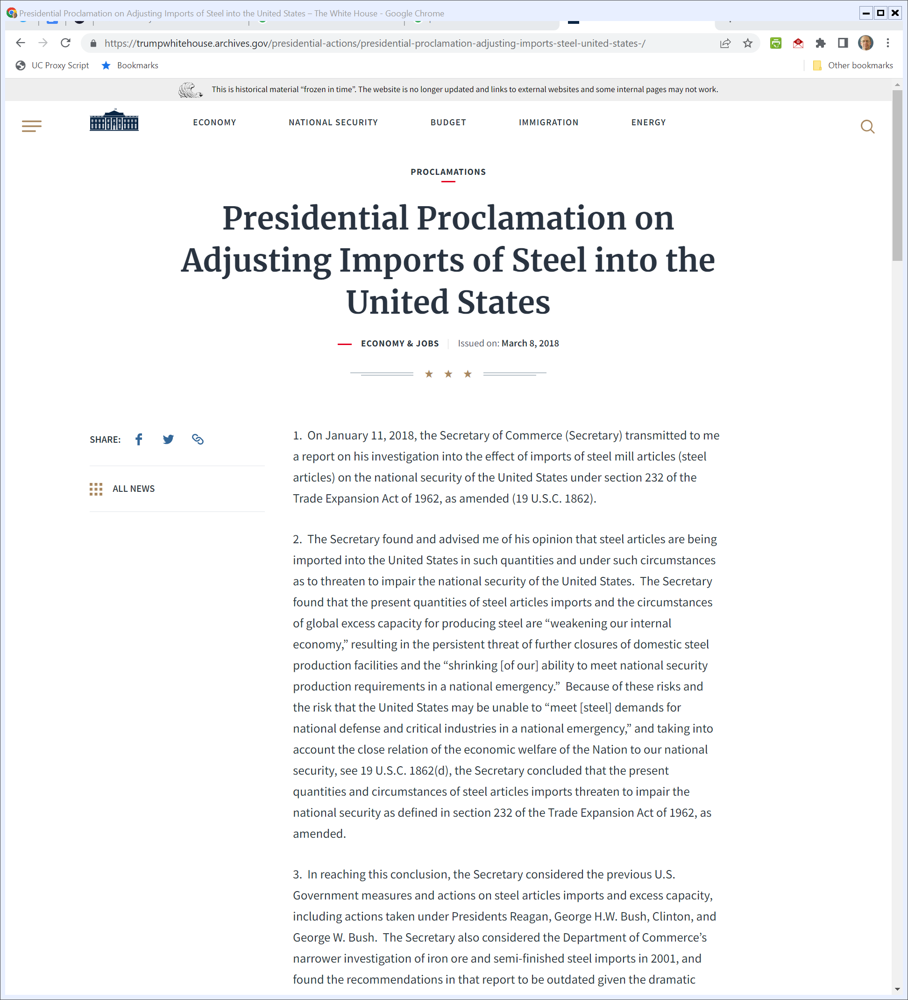 Presidential Proclamation on Adjusting Imports of Steel into the United States – The White House - Google Chrome
https://trumpwhitehouse.archives.gov/presidential-actions/presidential-proclamation-adjusting-imports-steel-united-states-/
UC Proxy Script Bookmarks Other bookmarks
This is historical material “frozen in time”. The website is no longer updated and links to external websites and some internal pages may not work.
ECONOMY NATIONAL SECURITY BUDGET IMMIGRATION ENERGY
PROCLAMATIONS
Presidential Proclamation on
Adjusting Imports of Steel into the
United States
ECONOMY & JOBS Issued on: March 8, 2018
SHARE:
ALL NEWS
1. On January 11, 2018, the Secretary of Commerce (Secretary) transmitted to me
a report on his investigation into the effect of imports of steel mill articles (steel
articles) on the national security of the United States under section 232 of the
Trade Expansion Act of 1962, as amended (19 U.S.C. 1862).
2. The Secretary found and advised me of his opinion that steel articles are being
imported into the United States in such quantities and under such circumstances
as to threaten to impair the national security of the United States. The Secretary
found that the present quantities of steel articles imports and the circumstances
of global excess capacity for producing steel are “weakening our internal
economy,” resulting in the persistent threat of further closures of domestic steel
production facilities and the “shrinking [of our] ability to meet national security
production requirements in a national emergency.” Because of these risks and
the risk that the United States may be unable to “meet [steel] demands for
national defense and critical industries in a national emergency,” and taking into
account the close relation of the economic welfare of the Nation to our national
security, see 19 U.S.C. 1862(d), the Secretary concluded that the present
quantities and circumstances of steel articles imports threaten to impair the
national security as defined in section 232 of the Trade Expansion Act of 1962, as
amended.
3. In reaching this conclusion, the Secretary considered the previous U.S.
Government measures and actions on steel articles imports and excess capacity,
including actions taken under Presidents Reagan, George H.W. Bush, Clinton, and
George W. Bush. The Secretary also considered the Department of Commerce’s
narrower investigation of iron ore and semi-finished steel imports in 2001, and
found the recommendations in that report to be outdated given the dramatic